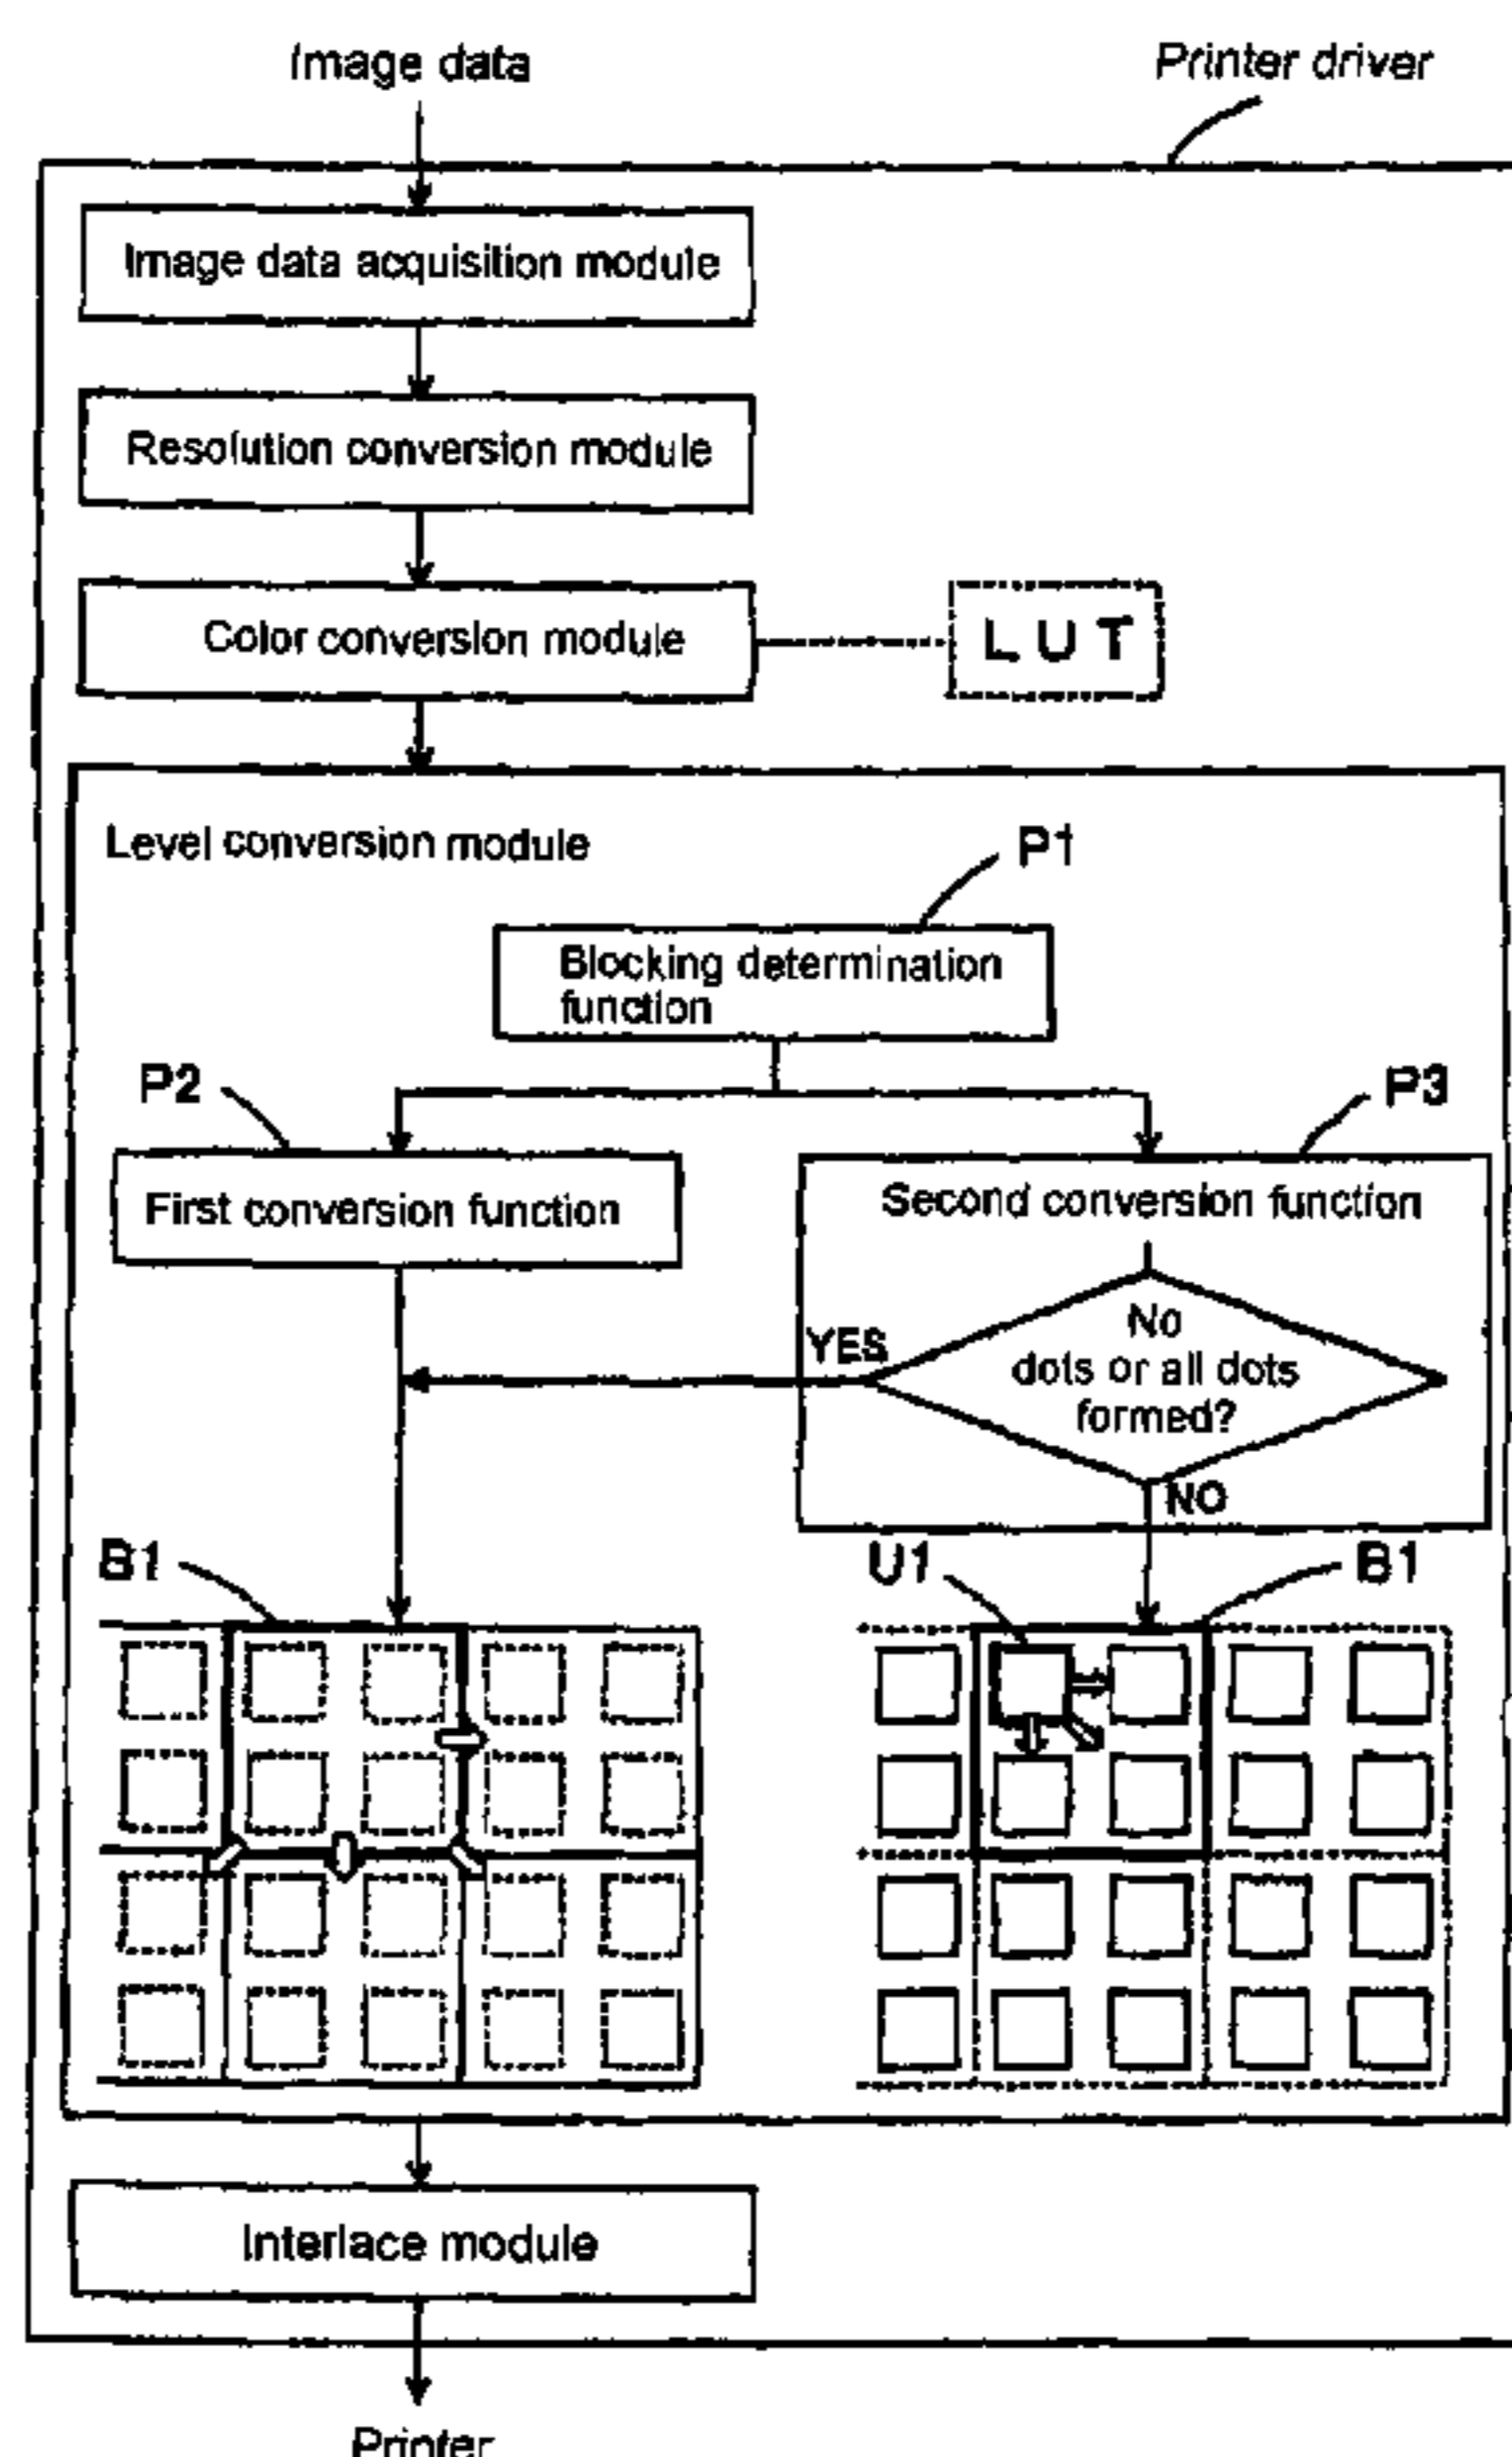 Image data
Printer driver
Image data acquisition module
Resolution conversion module
Color conversion module
LUT
Level conversion module
P1
Blocking determination
function
P2
P3
First conversion function
Second conversion function
No
dots or all dots
formed?
YES
NO
B1
U1
B1
Interlace module
Printer